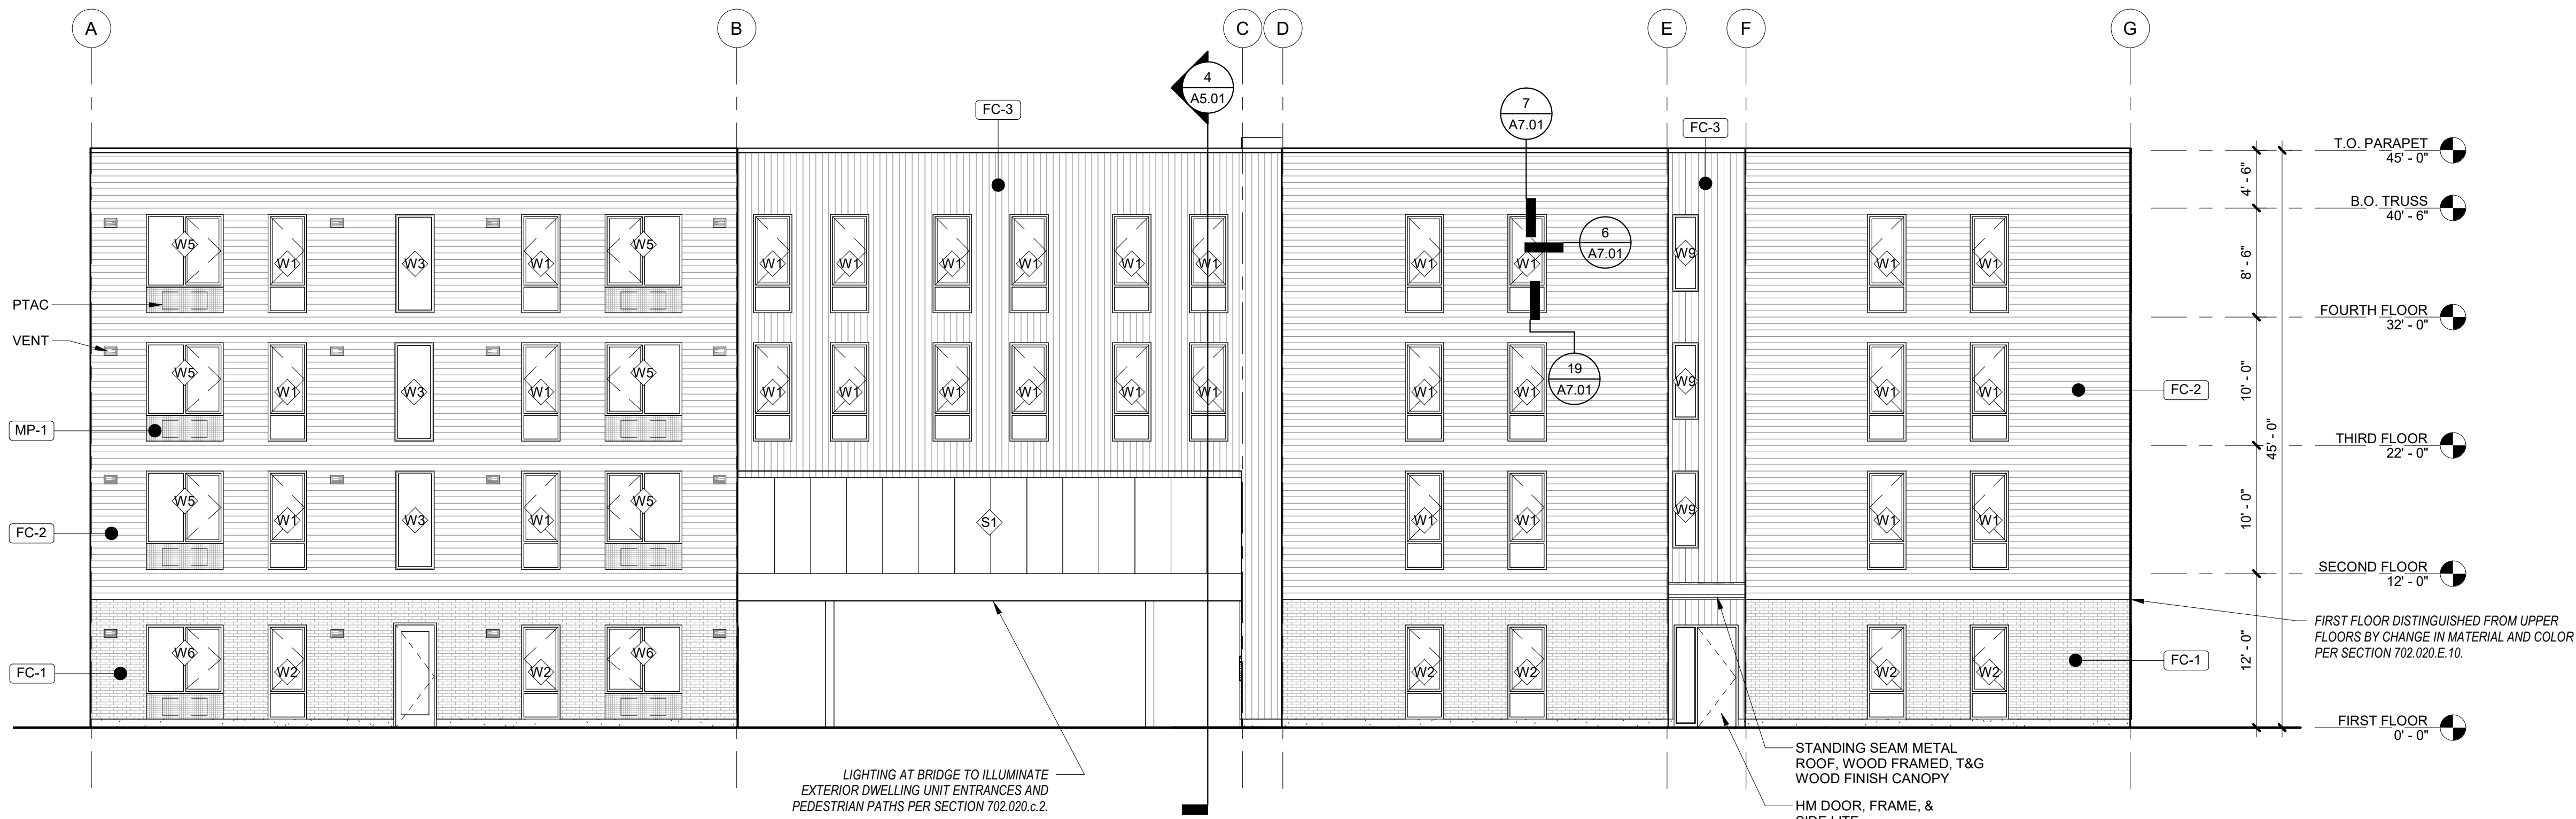 A B C D E F G
4
A5.01
7
A7.01
FC-3
FC-3
T.O. PARAPET
45' - 0"
4' - 6"
B.O. TRUSS
40' - 6"
W5 W1 W3 W1 W5 W1 W1 W1 W1 W1 W1 W1 W1 W9 W1 W1
6
A7.01
8' - 6"
PTAC
FOURTH FLOOR
32' - 0"
VENT
19
A7.01
W5 W1 W3 W1 W5 W1 W1 W1 W1 W1 W1 W1 W1 W9 W1 W1
FC-2
10' - 0"
45' - 0"
MP-1
THIRD FLOOR
22' - 0"
W5 W1 W3 W1 W5 S1 W1 W1 W9 W1 W1
FC-2
10' - 0"
SECOND FLOOR
12' - 0"
FIRST FLOOR DISTINGUISHED FROM UPPER
FLOORS BY CHANGE IN MATERIAL AND COLOR
PER SECTION 702.020.E.10.
W6 W2 W2 W6 W2 W2 W2 W2
FC-1
FC-1
12' - 0"
FIRST FLOOR
0' - 0"
LIGHTING AT BRIDGE TO ILLUMINATE
EXTERIOR DWELLING UNIT ENTRANCES AND
PEDESTRIAN PATHS PER SECTION 702.020.c.2.
STANDING SEAM METAL
ROOF, WOOD FRAMED, T&G
WOOD FINISH CANOPY
HM DOOR, FRAME, &
SIDE LITE